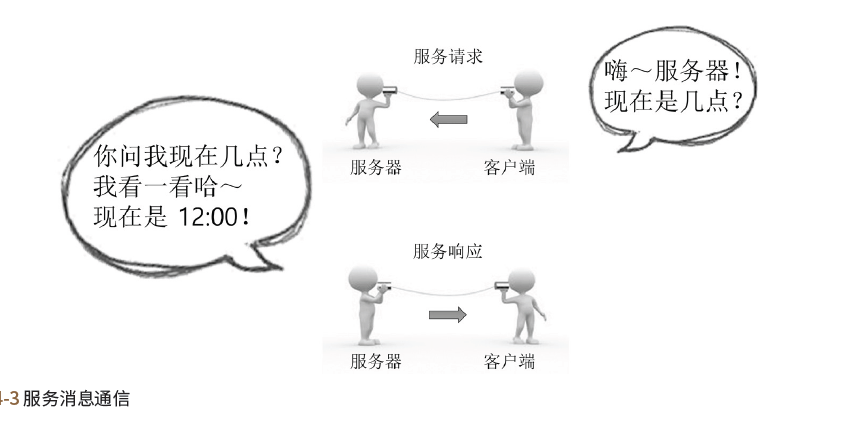 服务请求
嗨～服务器！
现在是几点？
服务器
客户端
你问我现在几点？
我看一看哈～
现在是 12:00！
服务响应
服务器
客户端
-3 服务消息通信